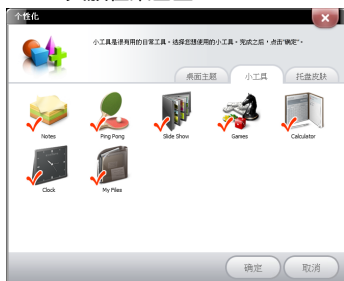 个性化
小工具是很有用的日常工具。选择您想使用的小工具。完成之后，点击"确定"。
桌面主题
小工具
托盘皮肤
Notes
Ping Pong
Slide Show
Games
Calculator
Clock
My Files
确定
取消